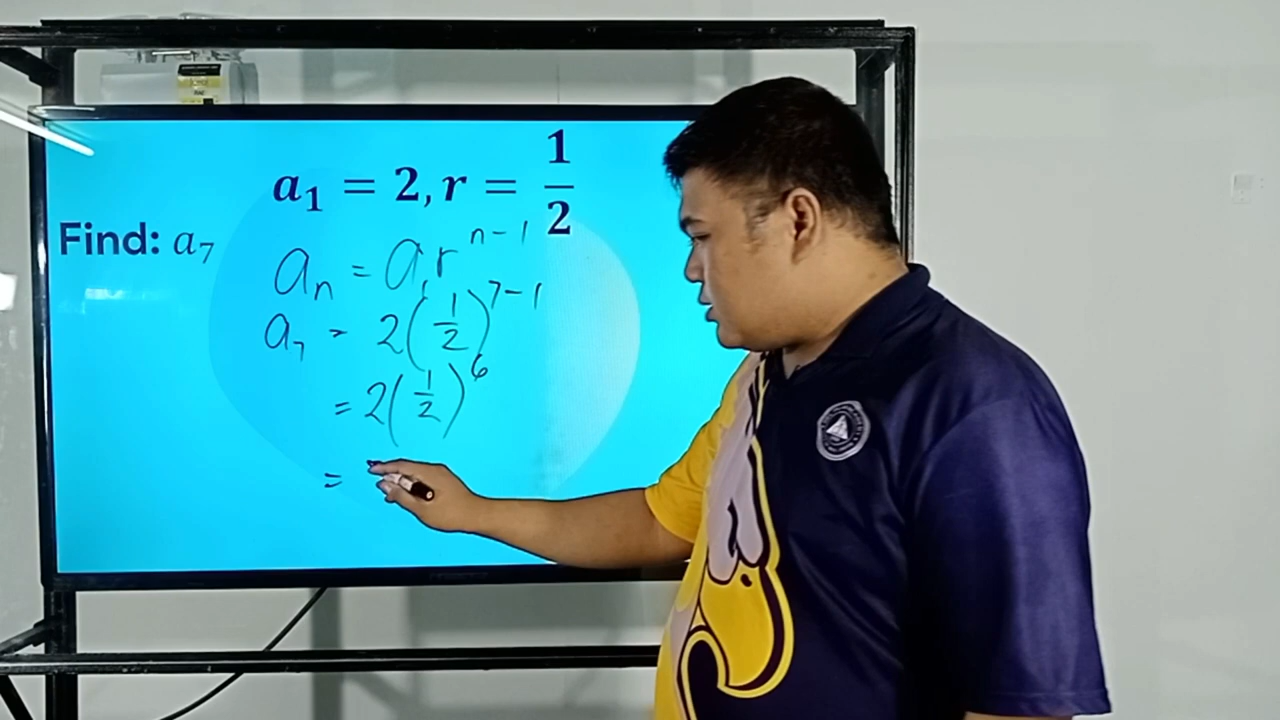 a₁ = 2, r = 1/2
Find: a₇
aₙ = a₁rⁿ⁻¹
a₇ = 2(1/2)⁷⁻¹
= 2(1/2)⁶
=